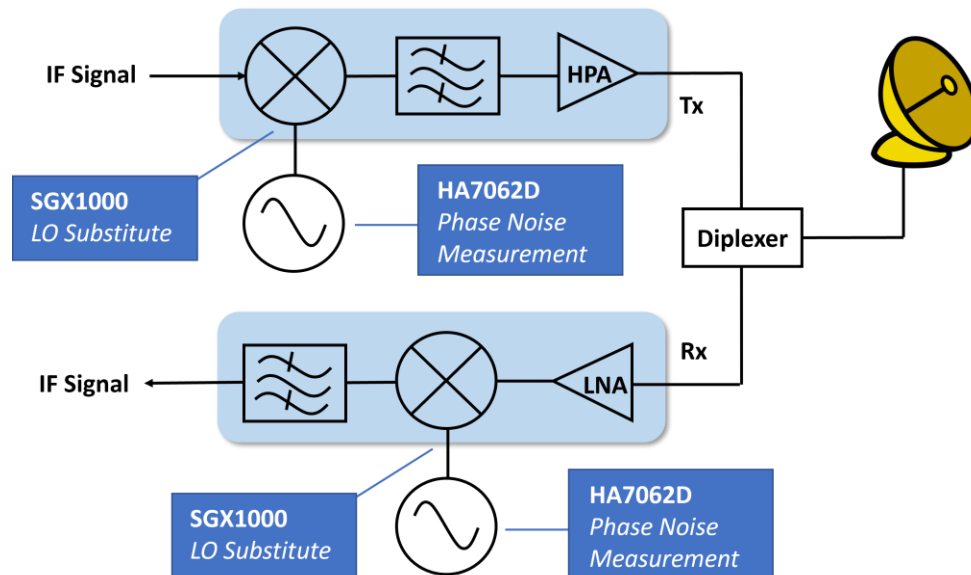 IF Signal
HPA
Tx
SGX1000
LO Substitute
HA7062D
Phase Noise
Measurement
Diplexer
IF Signal
LNA
Rx
SGX1000
LO Substitute
HA7062D
Phase Noise
Measurement